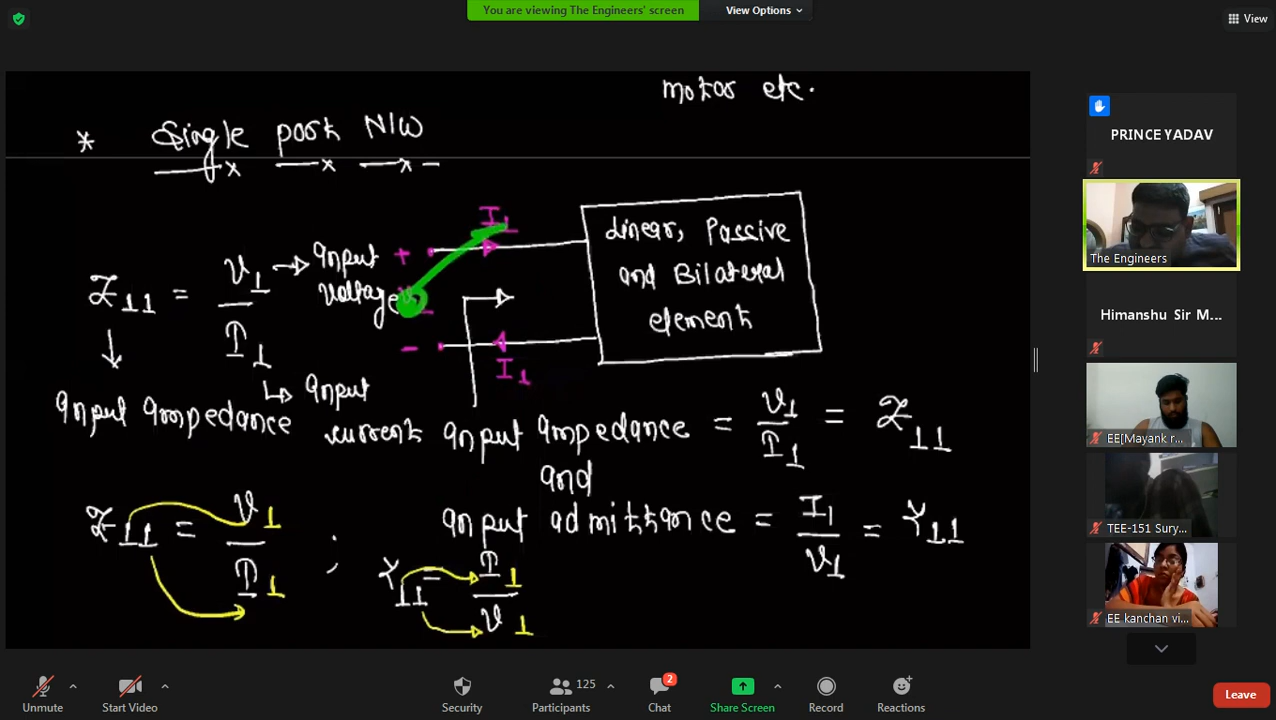 You are viewing The Engineers' screen
View Options
View
motor etc.
* Single port N/W
I1
+
-
I1
Linear, Passive
and Bilateral
element
Z11 = V1 → Input
voltage
I1
↳ Input
current
Input Impedance
Input Impedance = V1 = Z11
I1
and
Input admittance = I1 = Y11
V1
Z11 = V1
I1
;
Y11 = I1
V1
PRINCE YADAV
The Engineers
Himanshu Sir M...
EE[Mayank r...
TEE-151 Sury...
EE kanchan vi...
Unmute
Start Video
Security
Participants
125
Chat
2
Share Screen
Record
Reactions
Leave